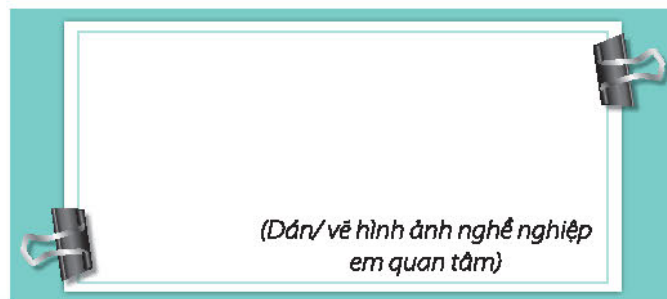 (Dán/ vẽ hình ảnh nghề nghiệp
em quan tâm)